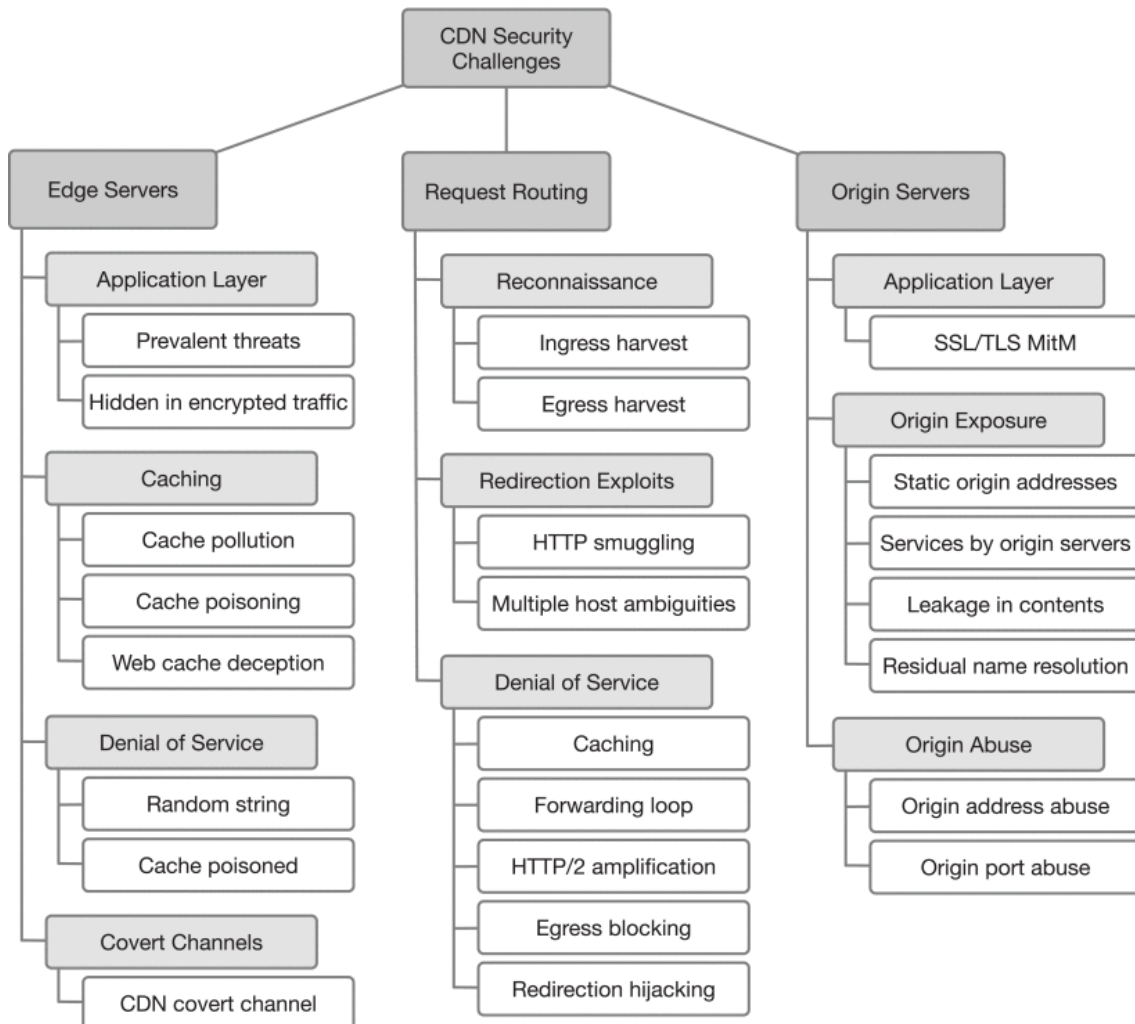 CDN Security
Challenges
Edge Servers
Application Layer
Prevalent threats
Hidden in encrypted traffic
Caching
Cache pollution
Cache poisoning
Web cache deception
Denial of Service
Random string
Cache poisoned
Covert Channels
CDN covert channel
Request Routing
Reconnaissance
Ingress harvest
Egress harvest
Redirection Exploits
HTTP smuggling
Multiple host ambiguities
Denial of Service
Caching
Forwarding loop
HTTP/2 amplification
Egress blocking
Redirection hijacking
Origin Servers
Application Layer
SSL/TLS MitM
Origin Exposure
Static origin addresses
Services by origin servers
Leakage in contents
Residual name resolution
Origin Abuse
Origin address abuse
Origin port abuse